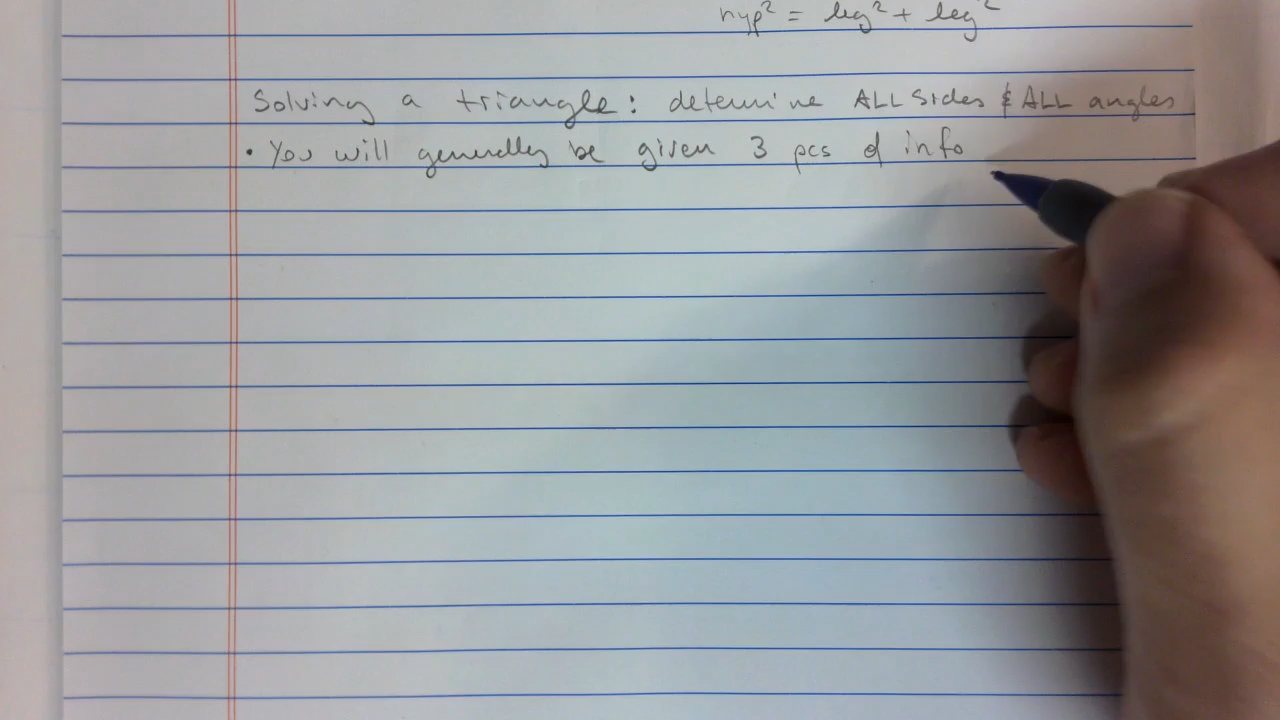 hyp² = leg² + leg²
Solving a triangle: determine ALL sides & ALL angles
• You will generally be given 3 pcs of info